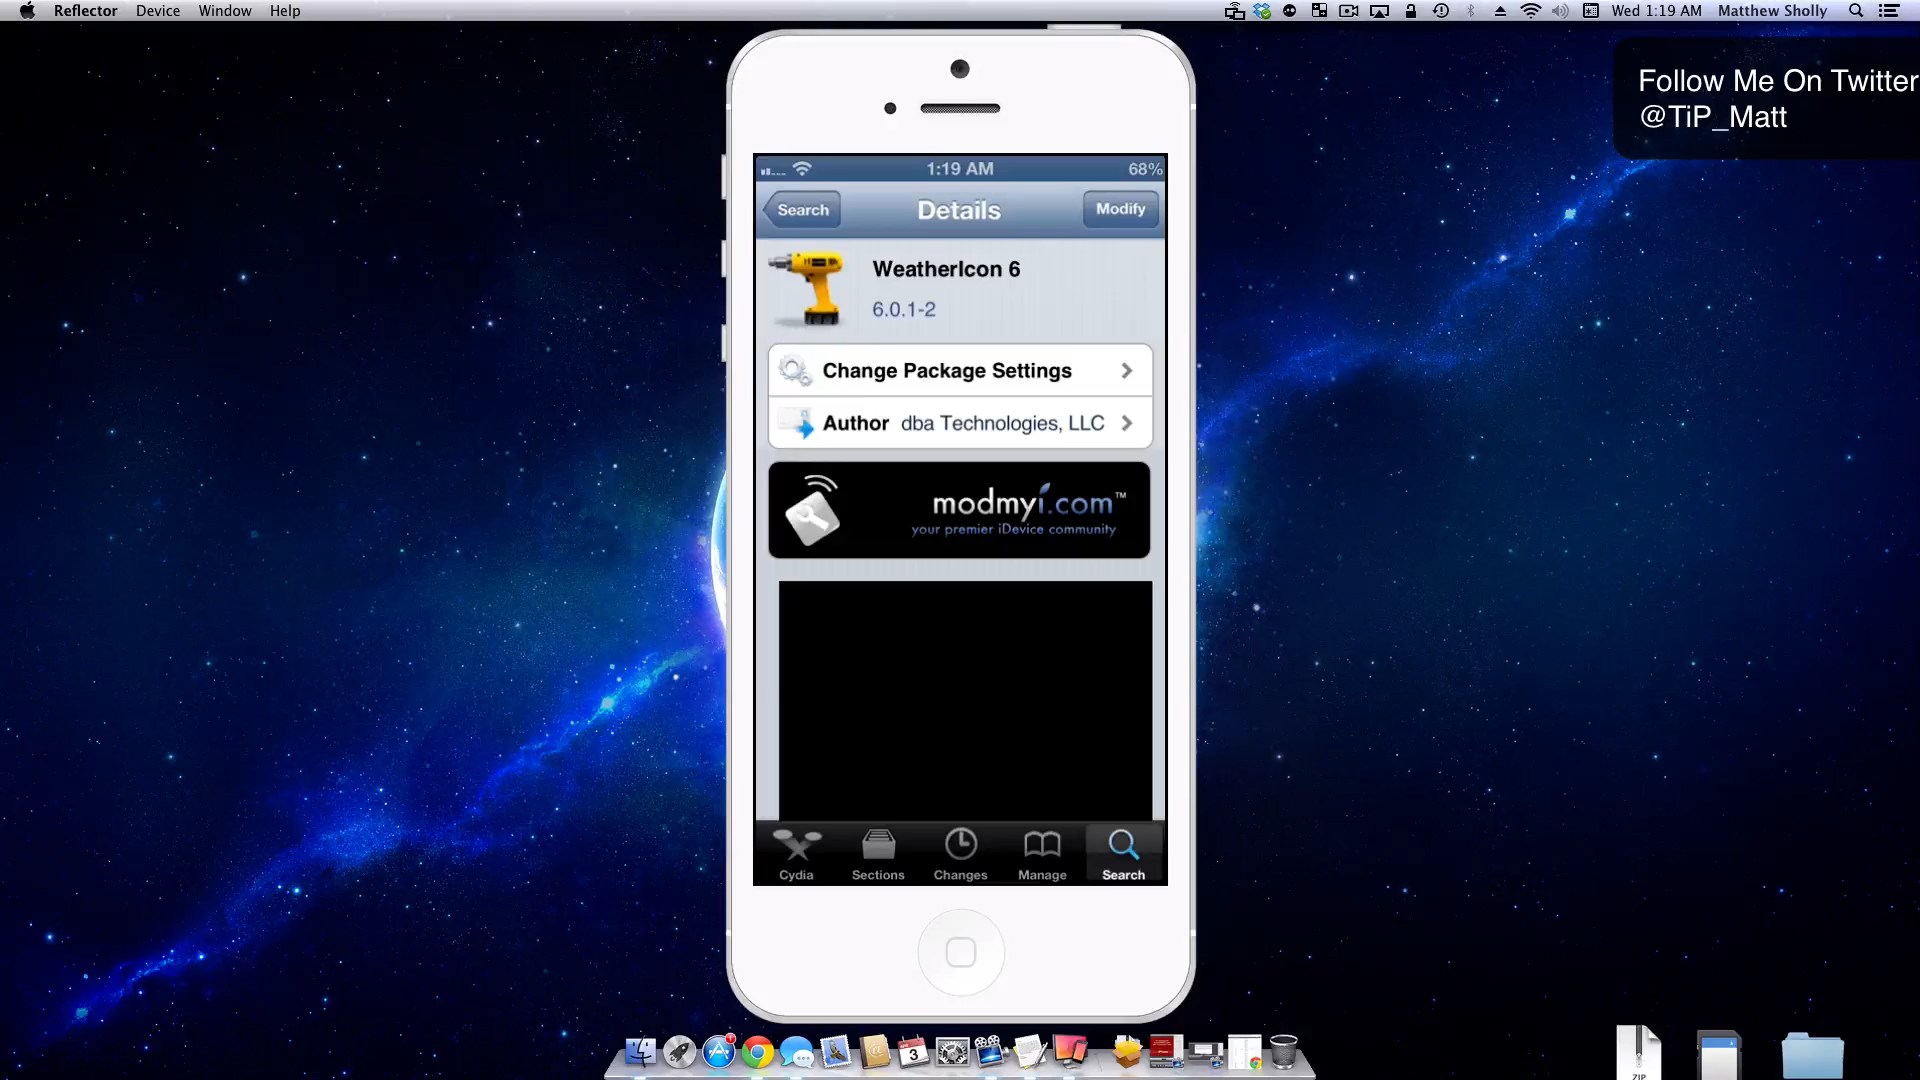 Reflector Device Window Help
Wed 1:19 AM Matthew Sholly
Follow Me On Twitter
@TiP_Matt
1:19 AM 68%
Search Details Modify
WeatherIcon 6
6.0.1-2
Change Package Settings
Author dba Technologies, LLC
modmyi.com™
your premier iDevice community
Cydia Sections Changes Manage Search
3
ZIP